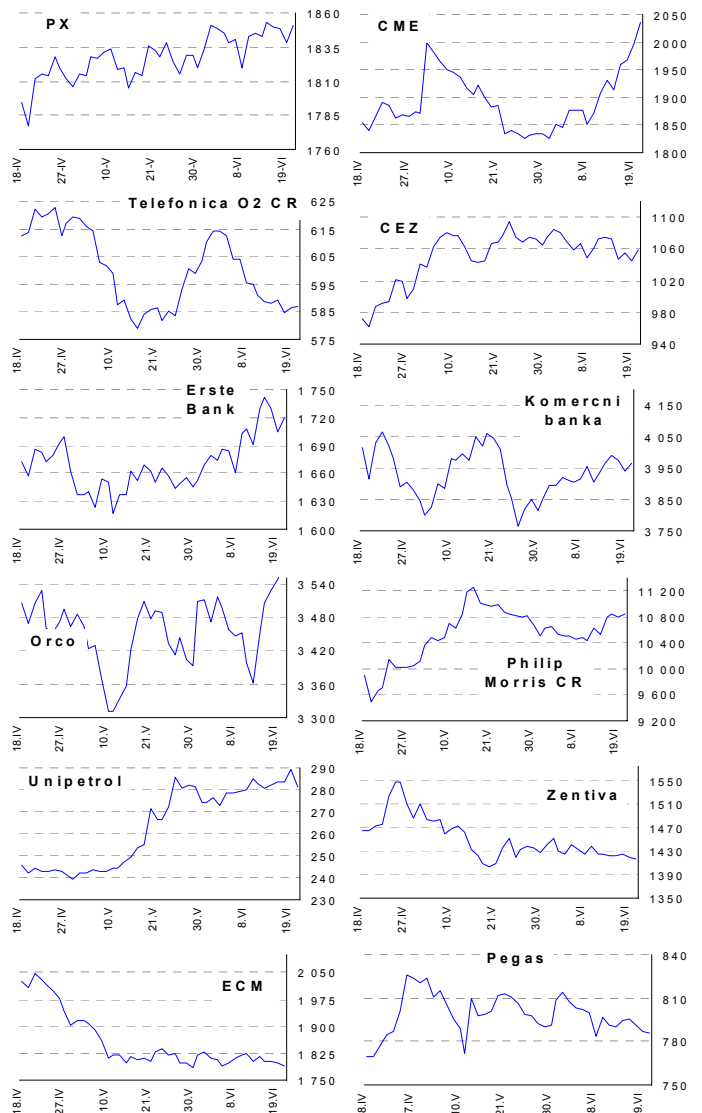 PX
1860
1835
1810
1785
1760
18-IV
27-IV
10-V
21-V
30-V
8-VI
19-VI
CME
2050
2000
1950
1900
1850
1800
18.IV
27.IV
10.V
21.V
30.V
8.VI
19.VI
Telefonica O2 CR
625
615
605
595
585
575
18.IV
27.IV
10.V
21.V
30.V
8.VI
19.VI
CEZ
1100
1060
1020
980
940
18.IV
27.IV
10.V
21.V
30.V
8.VI
19.VI
Erste
Bank
1 750
1 720
1 690
1 660
1 630
1 600
18.IV
27.IV
10.V
21.V
30.V
8.VI
19.VI
Komercni
banka
4 150
4 050
3 950
3 850
3 750
18.IV
27.IV
10.V
21.V
30.V
8.VI
19.VI
Orco
3 540
3 480
3 420
3 360
3 300
18.IV
27.IV
10.V
21.V
30.V
8.VI
19.VI
Philip
Morris CR
11 200
10 800
10 400
10 000
9 600
9 200
18.IV
27.IV
10.V
21.V
30.V
8.VI
19.VI
Unipetrol
290
280
270
260
250
240
230
18.IV
27.IV
10.V
21.V
30.V
8.VI
19.VI
Zentiva
1550
1510
1470
1430
1390
1350
18.IV
27.IV
10.V
21.V
30.V
8.VI
19.VI
ECM
2 050
1 975
1 900
1 825
1 750
18.IV
27.IV
10.V
21.V
30.V
8.VI
19.VI
Pegas
840
810
780
750
8.IV
7.IV
10.V
21.V
30.V
8.VI
9.VI